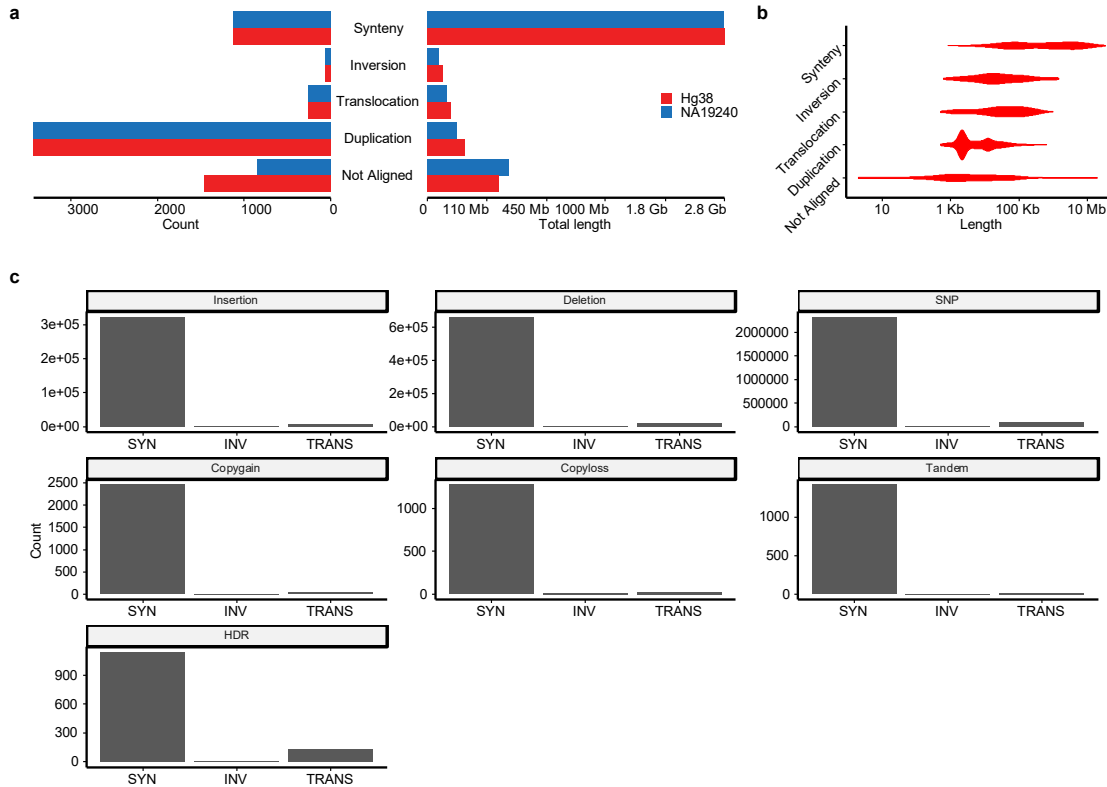 a
b
Synteny
Inversion
Translocation
Duplication
Not Aligned
Hg38
NA19240
3000 2000 1000 0
Count
0 110 Mb 450 Mb 1000 Mb 1.8 Gb 2.8 Gb
Total length
Synteny
Inversion
Translocation
Duplication
Not Aligned
10 1 Kb 100 Kb 10 Mb
Length
c
Insertion
3e+05
2e+05
1e+05
0e+00
SYN INV TRANS
Deletion
6e+05
4e+05
2e+05
0e+00
SYN INV TRANS
SNP
2000000
1500000
1000000
500000
0
SYN INV TRANS
Count
Copygain
2500
2000
1500
1000
500
0
SYN INV TRANS
Copyloss
1000
500
0
SYN INV TRANS
Tandem
1000
500
0
SYN INV TRANS
HDR
900
600
300
0
SYN INV TRANS